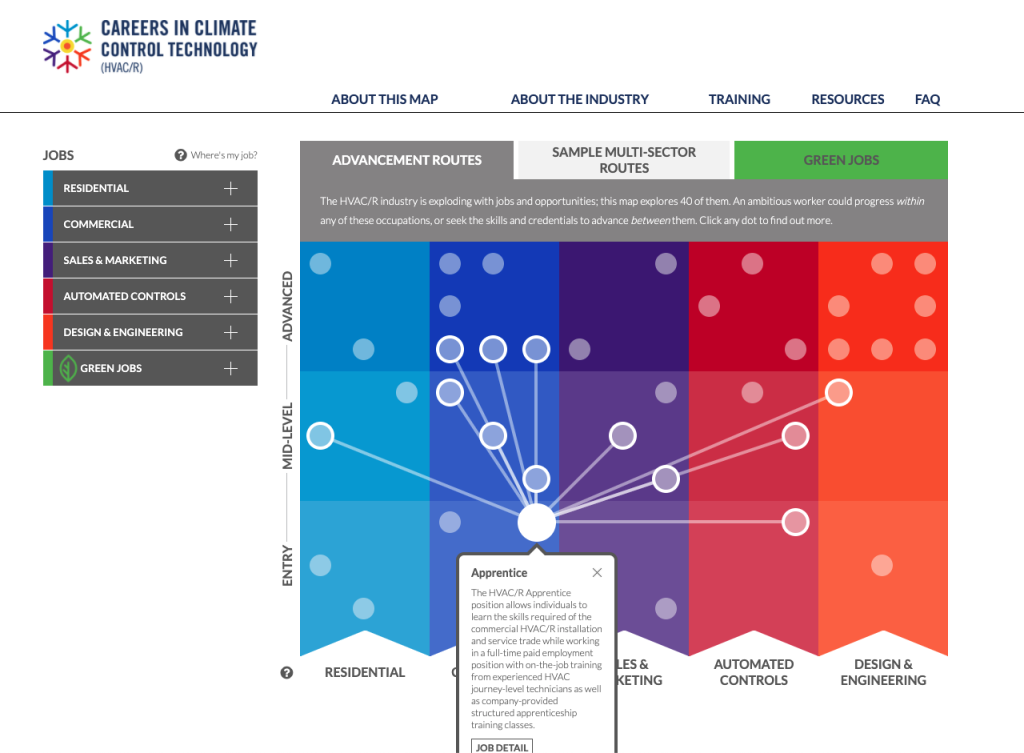 CAREERS IN CLIMATE
CONTROL TECHNOLOGY
(HVAC/R)
ABOUT THIS MAP
ABOUT THE INDUSTRY
TRAINING
RESOURCES
FAQ
JOBS
? Where's my job?
RESIDENTIAL
COMMERCIAL
SALES & MARKETING
AUTOMATED CONTROLS
DESIGN & ENGINEERING
GREEN JOBS
ADVANCEMENT ROUTES
SAMPLE MULTI-SECTOR
ROUTES
GREEN JOBS
The HVAC/R industry is exploding with jobs and opportunities; this map explores 40 of them. An ambitious worker could progress within
any of these occupations, or seek the skills and credentials to advance between them. Click any dot to find out more.
ADVANCED
MID-LEVEL
ENTRY
Apprentice
The HVAC/R Apprentice
position allows individuals to
learn the skills required of the
commercial HVAC/R installation
and service trade while working
in a full-time paid employment
position with on-the-job training
from experienced HVAC
journey-level technicians as well
as company-provided
structured apprenticeship
training classes.
JOB DETAIL
?
RESIDENTIAL
C
LES &
KETING
AUTOMATED
CONTROLS
DESIGN &
ENGINEERING